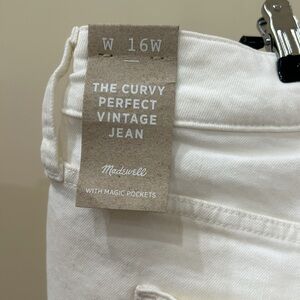 W 16W
THE CURVY
PERFECT
VINTAGE
JEAN
Madewell
WITH MAGIC POCKETS